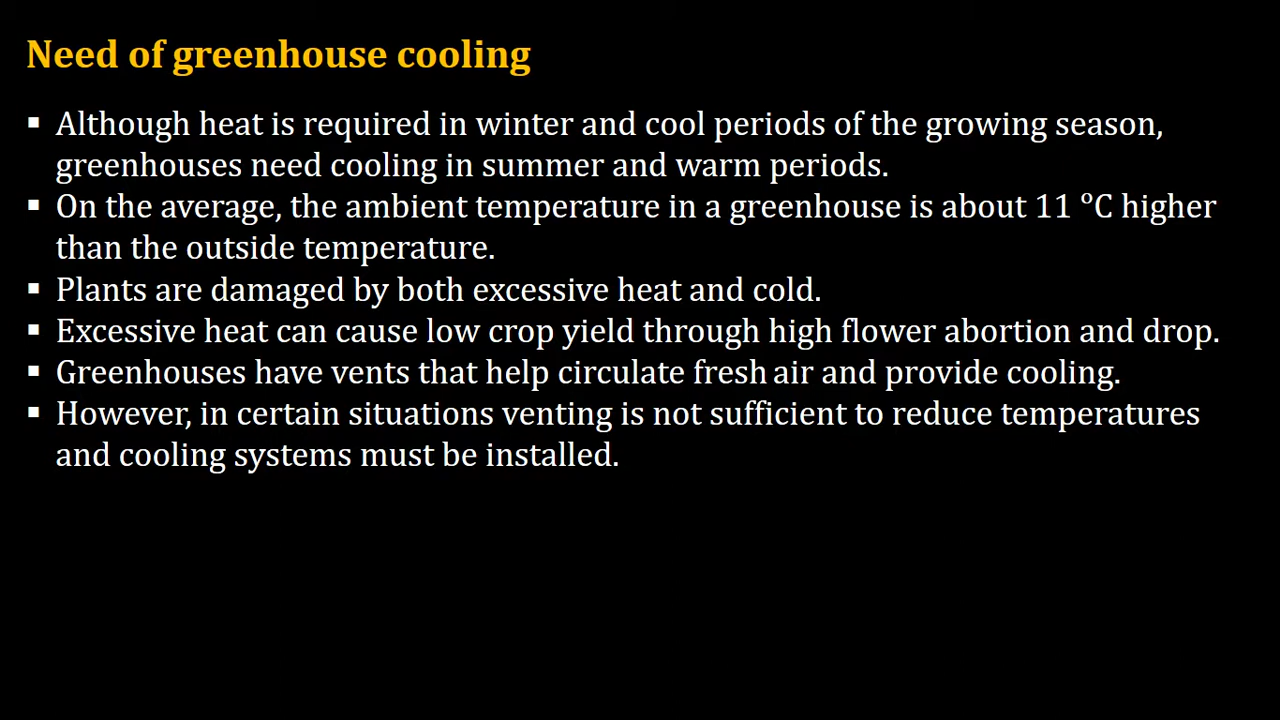 Need of greenhouse cooling
▪ Although heat is required in winter and cool periods of the growing season,
greenhouses need cooling in summer and warm periods.
▪ On the average, the ambient temperature in a greenhouse is about 11 °C higher
than the outside temperature.
▪ Plants are damaged by both excessive heat and cold.
▪ Excessive heat can cause low crop yield through high flower abortion and drop.
▪ Greenhouses have vents that help circulate fresh air and provide cooling.
▪ However, in certain situations venting is not sufficient to reduce temperatures
and cooling systems must be installed.